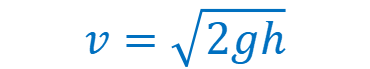 v = √2gh